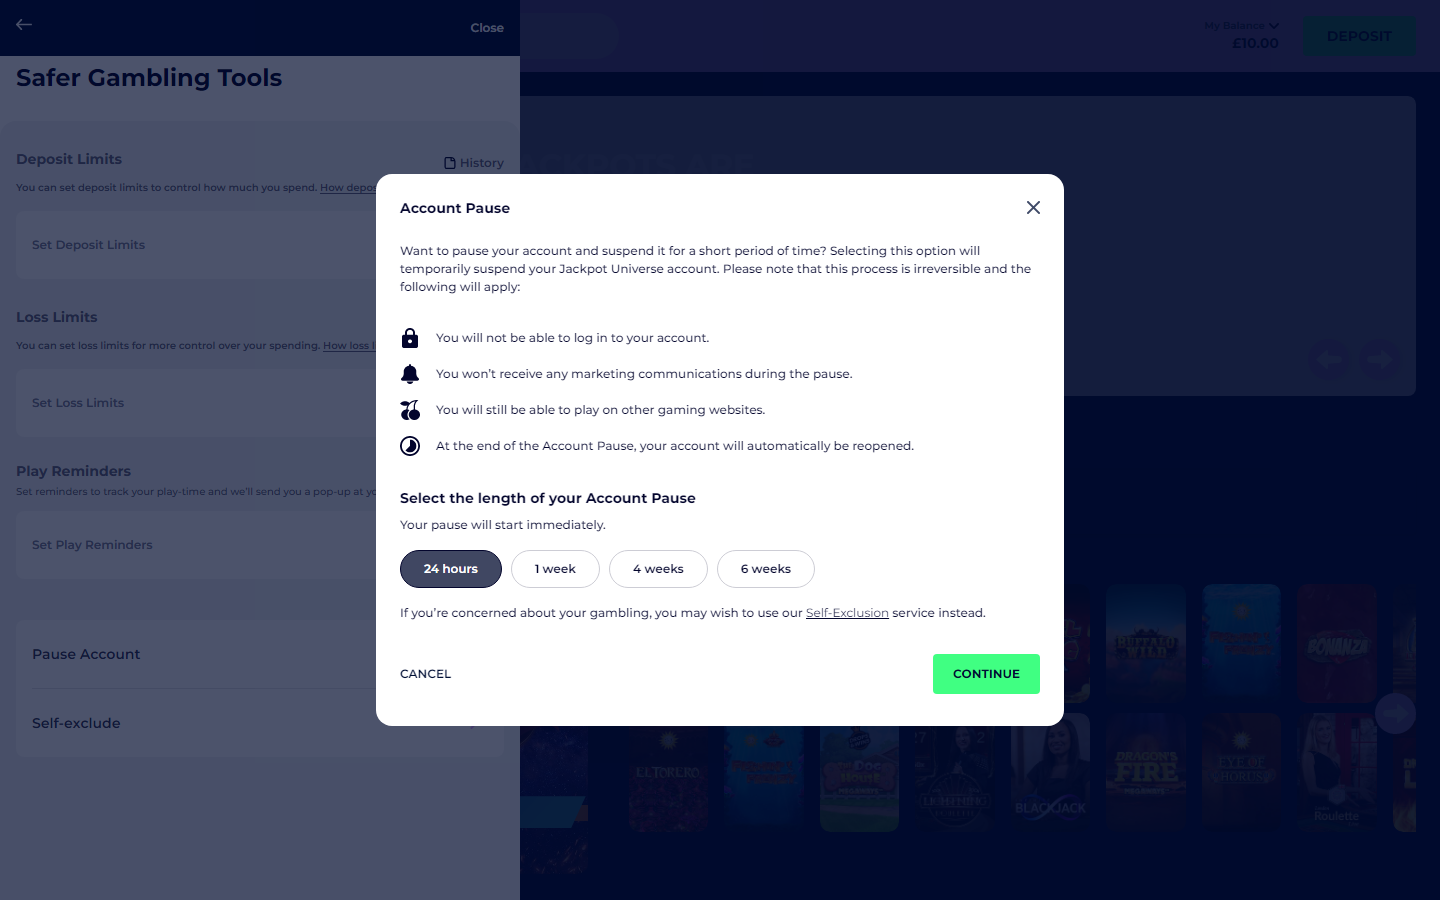 Close
My Balance
£10.00
DEPOSIT
Safer Gambling Tools
Deposit Limits
History
You can set deposit limits to control how much you spend. How depos
Set Deposit Limits
Loss Limits
You can set loss limits for more control over your spending. How loss l
Set Loss Limits
Play Reminders
Set reminders to track your play-time and we'll send you a pop-up at yo
Set Play Reminders
Pause Account
Self-exclude
Account Pause
Want to pause your account and suspend it for a short period of time? Selecting this option will
temporarily suspend your Jackpot Universe account. Please note that this process is irreversible and the
following will apply:
You will not be able to log in to your account.
You won't receive any marketing communications during the pause.
You will still be able to play on other gaming websites.
At the end of the Account Pause, your account will automatically be reopened.
Select the length of your Account Pause
Your pause will start immediately.
24 hours
1 week
4 weeks
6 weeks
If you're concerned about your gambling, you may wish to use our Self-Exclusion service instead.
CANCEL
CONTINUE
BUFFALO
WILD
BONANZA
EL TORERO
DOG
HOUSE
LIGHTNING
BLACKJACK
DRAGON'S
FIRE
MEGAWAYS
EYE OF
HORUS
Roulette